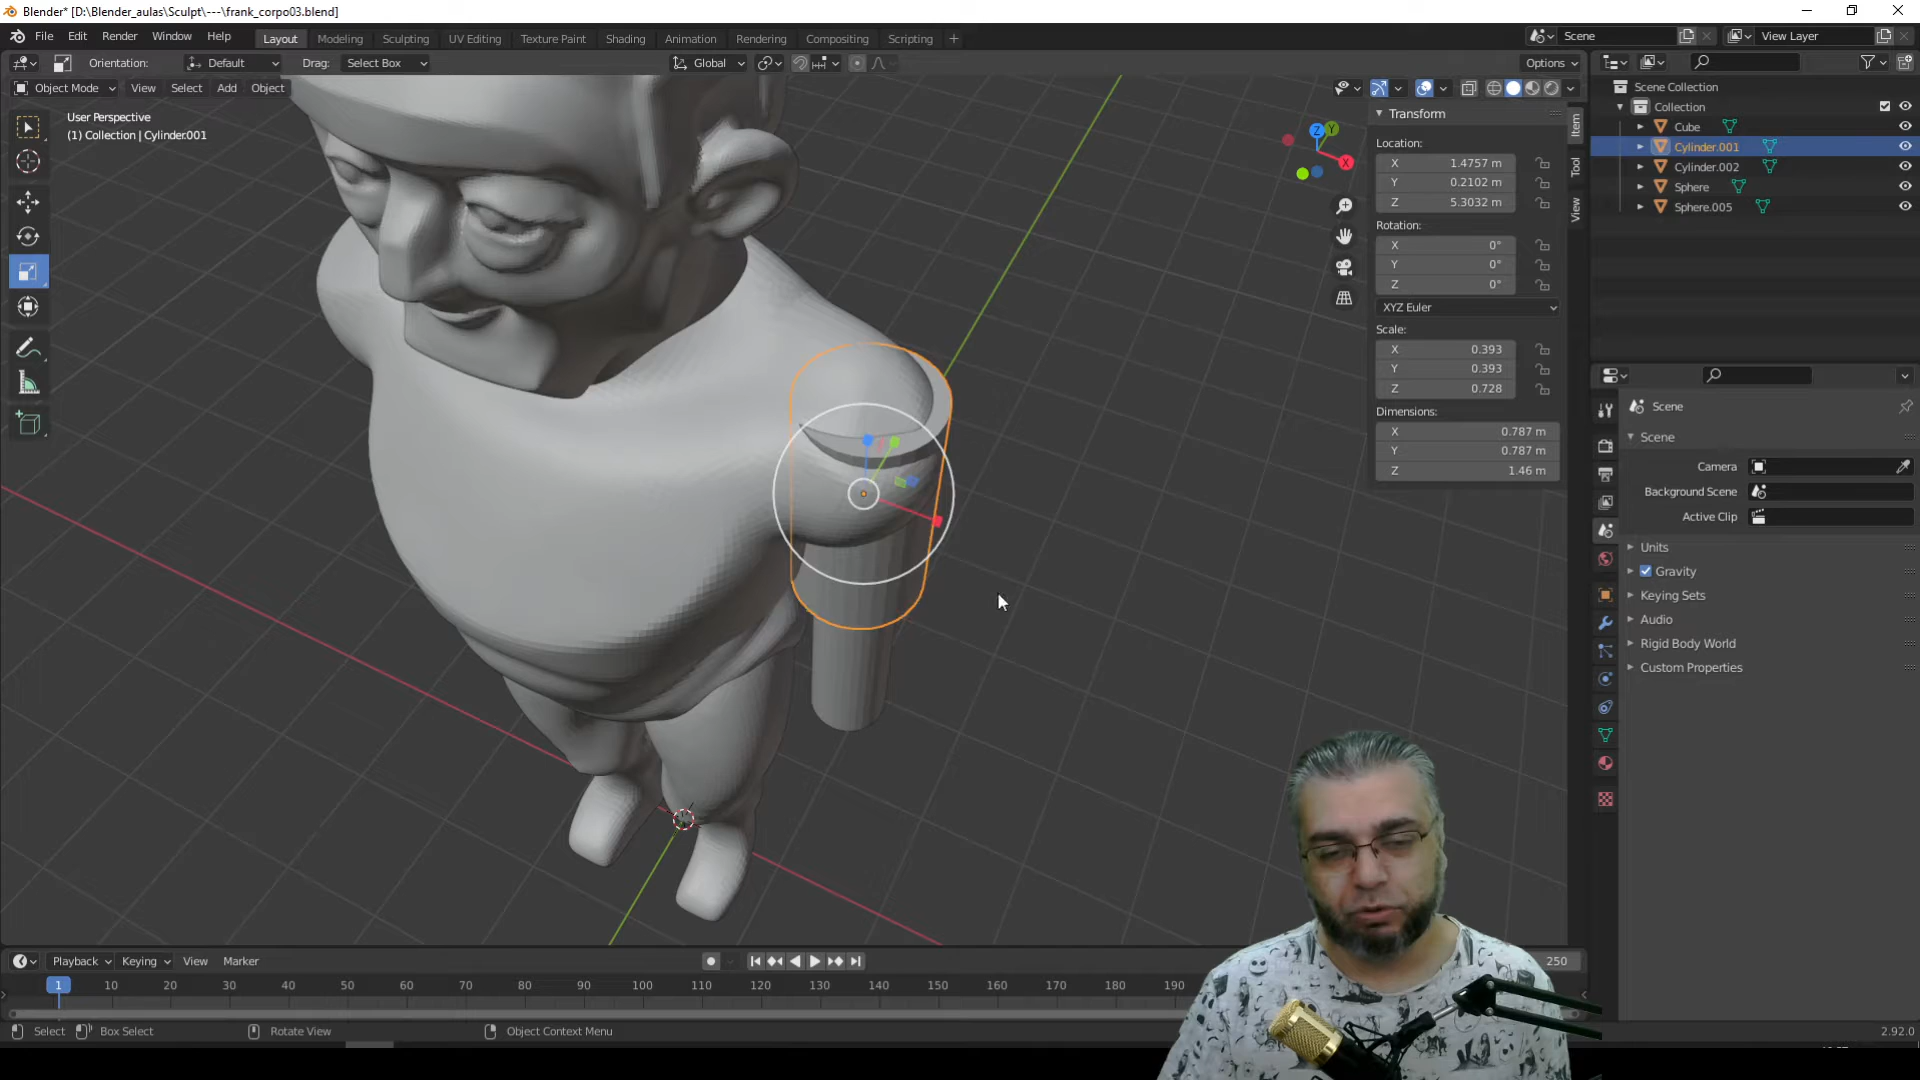 Blender* [D:\Blender_aulas\Sculpt\---\frank_corpo03.blend]
File Edit Render Window Help
Layout Modeling Sculpting UV Editing Texture Paint Shading Animation Rendering Compositing Scripting +
Scene
View Layer
Orientation: Default Drag: Select Box
Global
Options
Object Mode View Select Add Object
User Perspective
(1) Collection | Cylinder.001
Z Y X
Transform
Location:
X 1.4757 m
Y 0.2102 m
Z 5.3032 m
Rotation:
X 0°
Y 0°
Z 0°
XYZ Euler
Scale:
X 0.393
Y 0.393
Z 0.728
Dimensions:
X 0.787 m
Y 0.787 m
Z 1.46 m
Item
Tool
View
Scene Collection
Collection
Cube
Cylinder.001
Cylinder.002
Sphere
Sphere.005
Scene
Scene
Camera
Background Scene
Active Clip
Units
Gravity
Keying Sets
Audio
Rigid Body World
Custom Properties
Playback Keying View Marker
250
1 10 20 30 40 50 60 70 80 90 100 110 120 130 140 150 160 170 180 190
Select Box Select Rotate View Object Context Menu
2.92.0